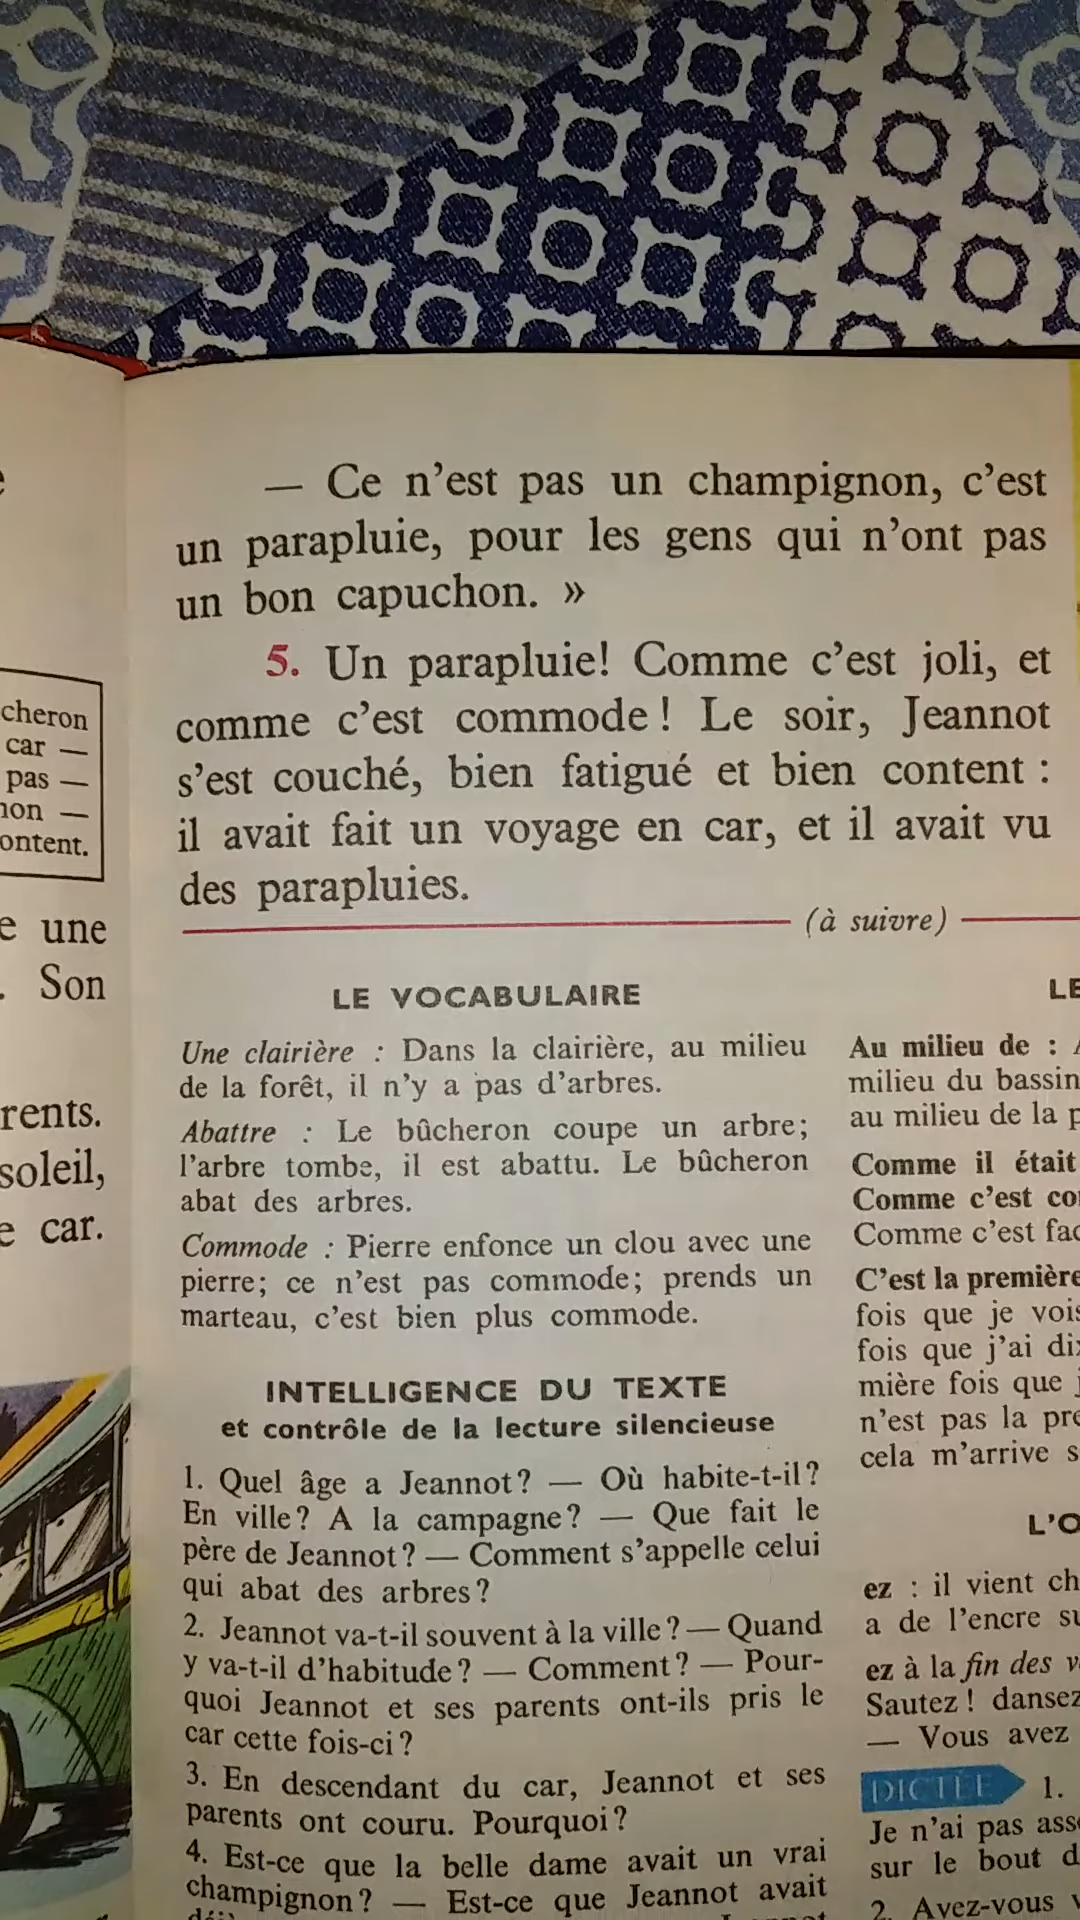 cheron
car —
pas —
non —
ontent.
e une
. Son
rents.
soleil,
e car.
— Ce n'est pas un champignon, c'est
un parapluie, pour les gens qui n'ont pas
un bon capuchon. »
5. Un parapluie! Comme c'est joli, et
comme c'est commode! Le soir, Jeannot
s'est couché, bien fatigué et bien content :
il avait fait un voyage en car, et il avait vu
des parapluies.
(à suivre)
LE VOCABULAIRE
Une clairière : Dans la clairière, au milieu
de la forêt, il n'y a pas d'arbres.
Abattre : Le bûcheron coupe un arbre;
l'arbre tombe, il est abattu. Le bûcheron
abat des arbres.
Commode : Pierre enfonce un clou avec une
pierre; ce n'est pas commode; prends un
marteau, c'est bien plus commode.
INTELLIGENCE DU TEXTE
et contrôle de la lecture silencieuse
1. Quel âge a Jeannot? — Où habite-t-il?
En ville? A la campagne? — Que fait le
père de Jeannot? — Comment s'appelle celui
qui abat des arbres?
2. Jeannot va-t-il souvent à la ville? — Quand
y va-t-il d'habitude? — Comment? — Pour-
quoi Jeannot et ses parents ont-ils pris le
car cette fois-ci?
3. En descendant du car, Jeannot et ses
parents ont couru. Pourquoi?
4. Est-ce que la belle dame avait un vrai
champignon? — Est-ce que Jeannot avait
LE
Au milieu de :
milieu du bassin
au milieu de la p
Comme il était
Comme c'est co
Comme c'est fac
C'est la première
fois que je vois
fois que j'ai di
mière fois que j
n'est pas la pre
cela m'arrive s
L'O
ez : il vient ch
a de l'encre su
ez à la fin des v
Sautez! dansez
— Vous avez
DICTÉE 1.
Je n'ai pas ass
sur le bout d
2. Avez-vous